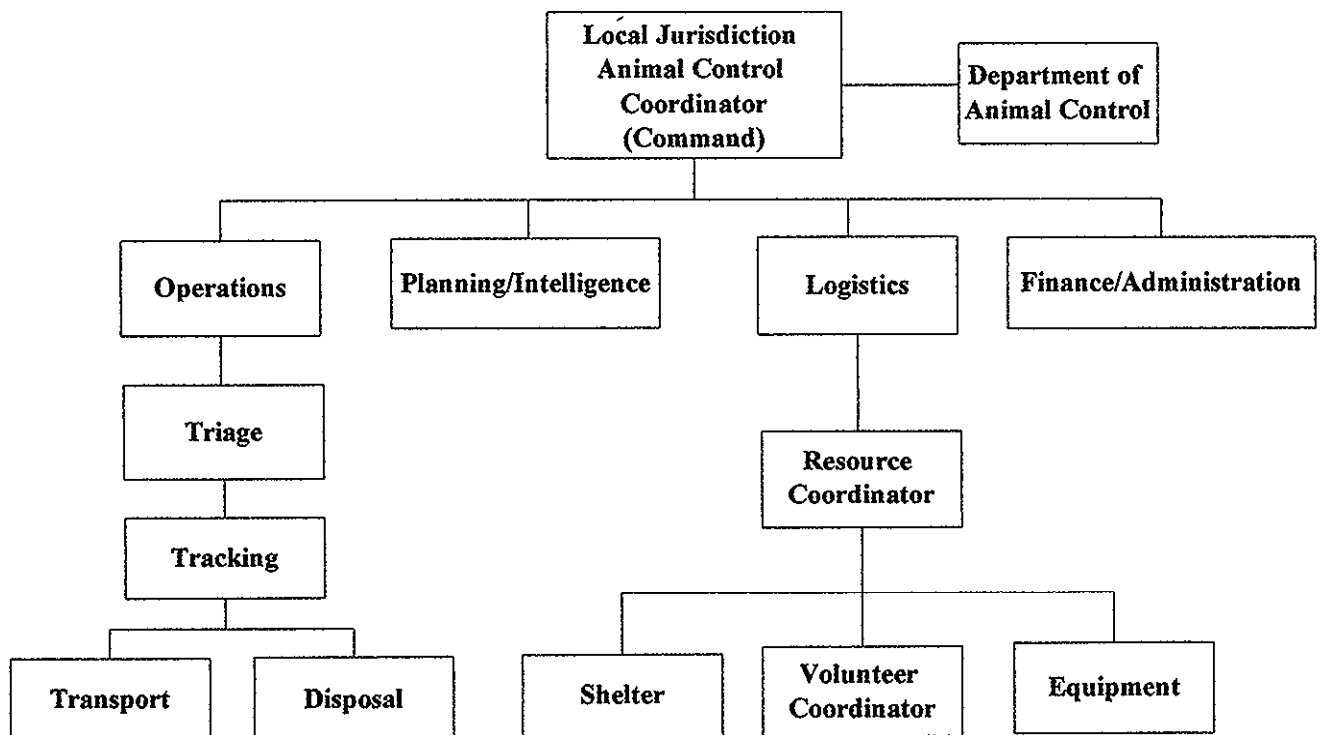 Local Jurisdiction
Animal Control
Coordinator
(Command)
Department of
Animal Control
Operations
Planning/Intelligence
Logistics
Finance/Administration
Triage
Resource
Coordinator
Tracking
Transport
Disposal
Shelter
Volunteer
Coordinator
Equipment